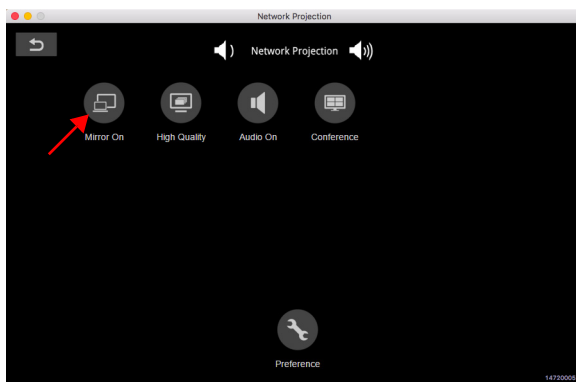 Network Projection
Network Projection
Mirror On High Quality Audio On Conference
Preference
14720005